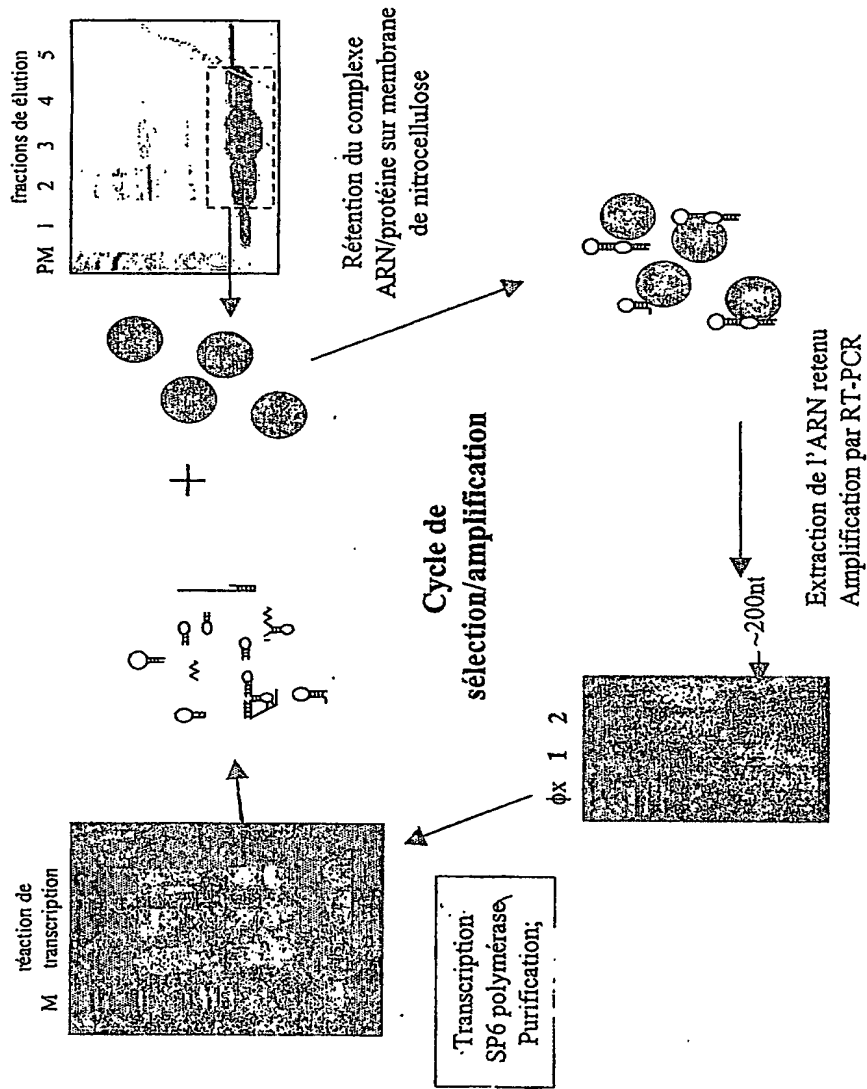 réaction de
M transcription
fractions de élution
PM 1 2 3 4 5
Rétention du complexe
ARN/protéine sur membrane
de nitrocellulose
+
Cycle de
sélection/amplification
Transcription
SP6 polymérase,
Purification;
ϕx 1 2
~200nt
Extraction de l'ARN retenu
Amplification par RT-PCR